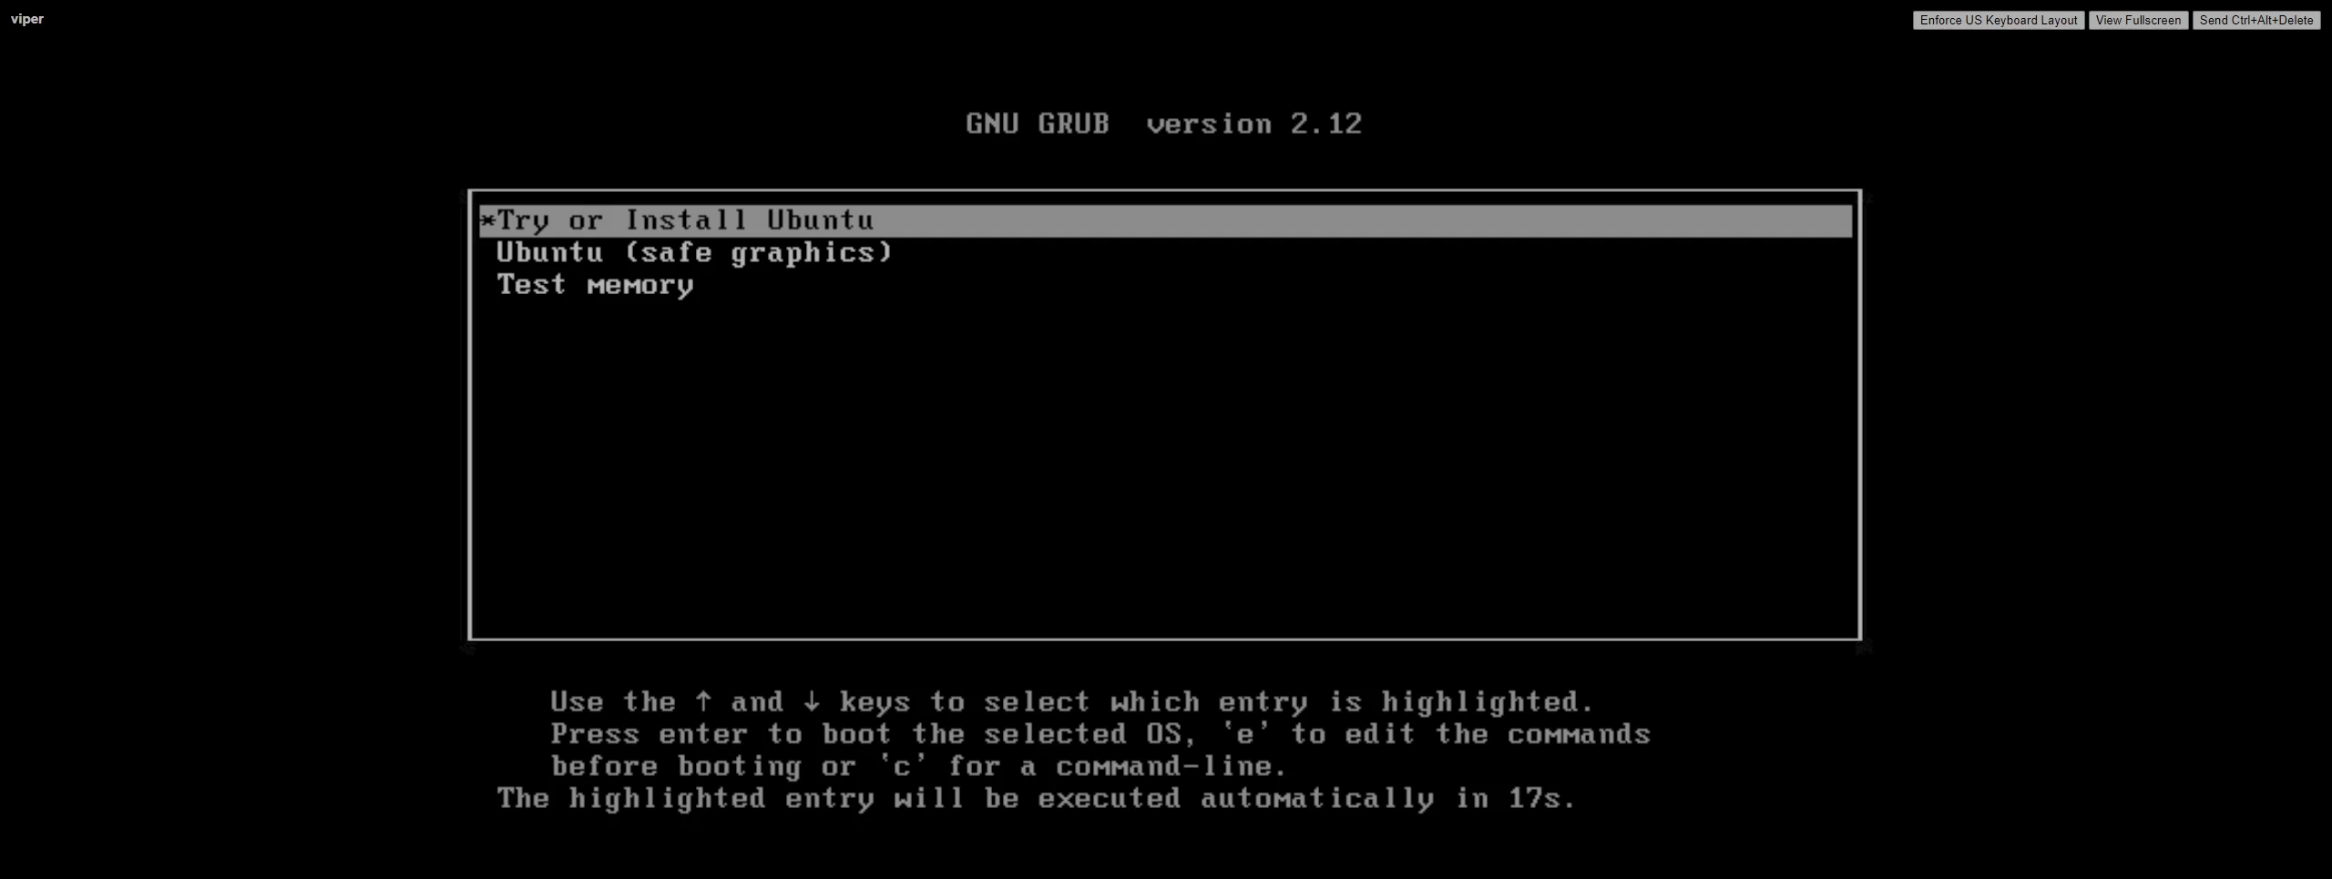 viper
Enforce US Keyboard Layout View Fullscreen Send Ctrl+Alt+Delete
GNU GRUB version 2.12
*Try or Install Ubuntu
Ubuntu (safe graphics)
Test memory
Use the ↑ and ↓ keys to select which entry is highlighted.
Press enter to boot the selected OS, `e' to edit the commands
before booting or `c' for a command-line.
The highlighted entry will be executed automatically in 17s.